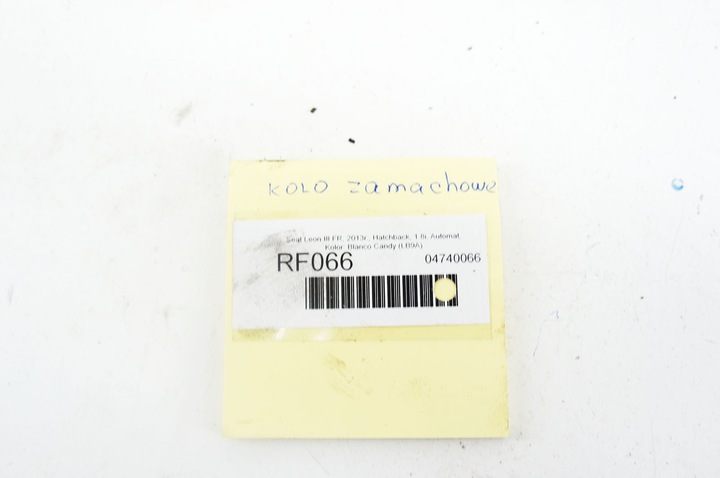 KOLO zamachowe
Seat Leon III FR, 2013r., Hatchback, 1.8i, Automat,
Kolor: Blanco Candy (LB9A)
RF066
04740066